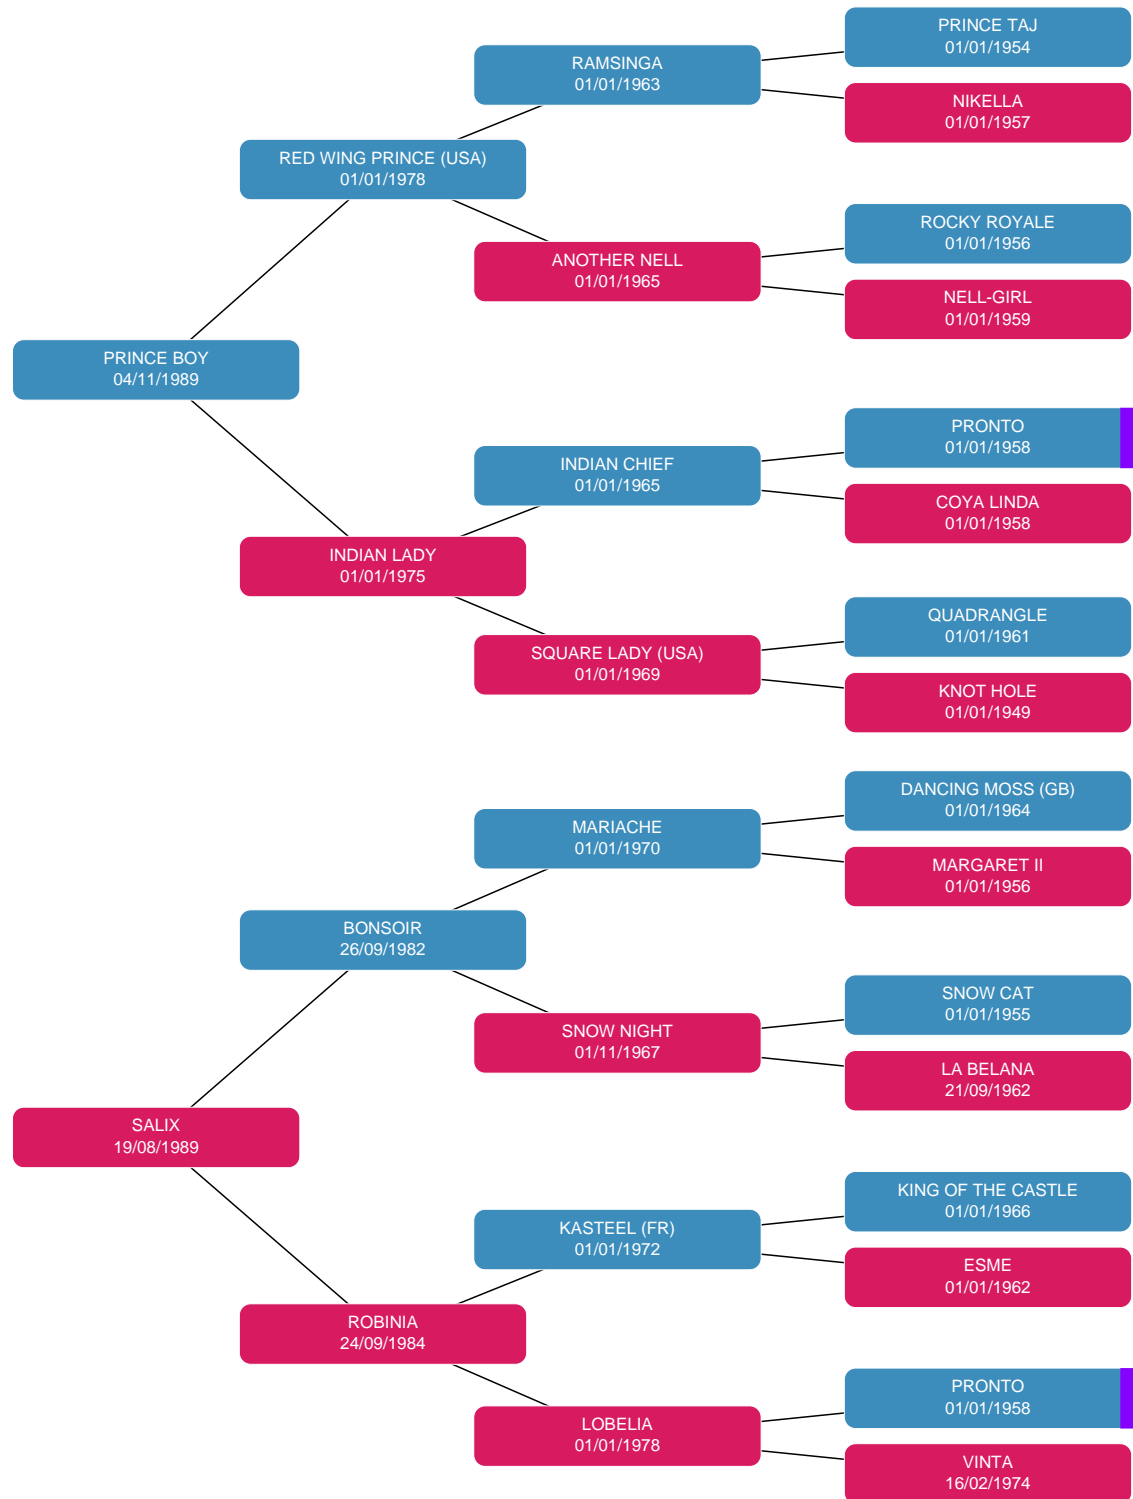 PRINCE TAJ
01/01/1954
RAMSINGA
01/01/1963
NIKELLA
01/01/1957
RED WING PRINCE (USA)
01/01/1978
ROCKY ROYALE
01/01/1956
ANOTHER NELL
01/01/1965
NELL-GIRL
01/01/1959
PRINCE BOY
04/11/1989
PRONTO
01/01/1958
INDIAN CHIEF
01/01/1965
COYA LINDA
01/01/1958
INDIAN LADY
01/01/1975
QUADRANGLE
01/01/1961
SQUARE LADY (USA)
01/01/1969
KNOT HOLE
01/01/1949
DANCING MOSS (GB)
01/01/1964
MARIACHE
01/01/1970
MARGARET II
01/01/1956
BONSOIR
26/09/1982
SNOW CAT
01/01/1955
SNOW NIGHT
01/11/1967
LA BELANA
21/09/1962
SALIX
19/08/1989
KING OF THE CASTLE
01/01/1966
KASTEEL (FR)
01/01/1972
ESME
01/01/1962
ROBINIA
24/09/1984
PRONTO
01/01/1958
LOBELIA
01/01/1978
VINTA
16/02/1974